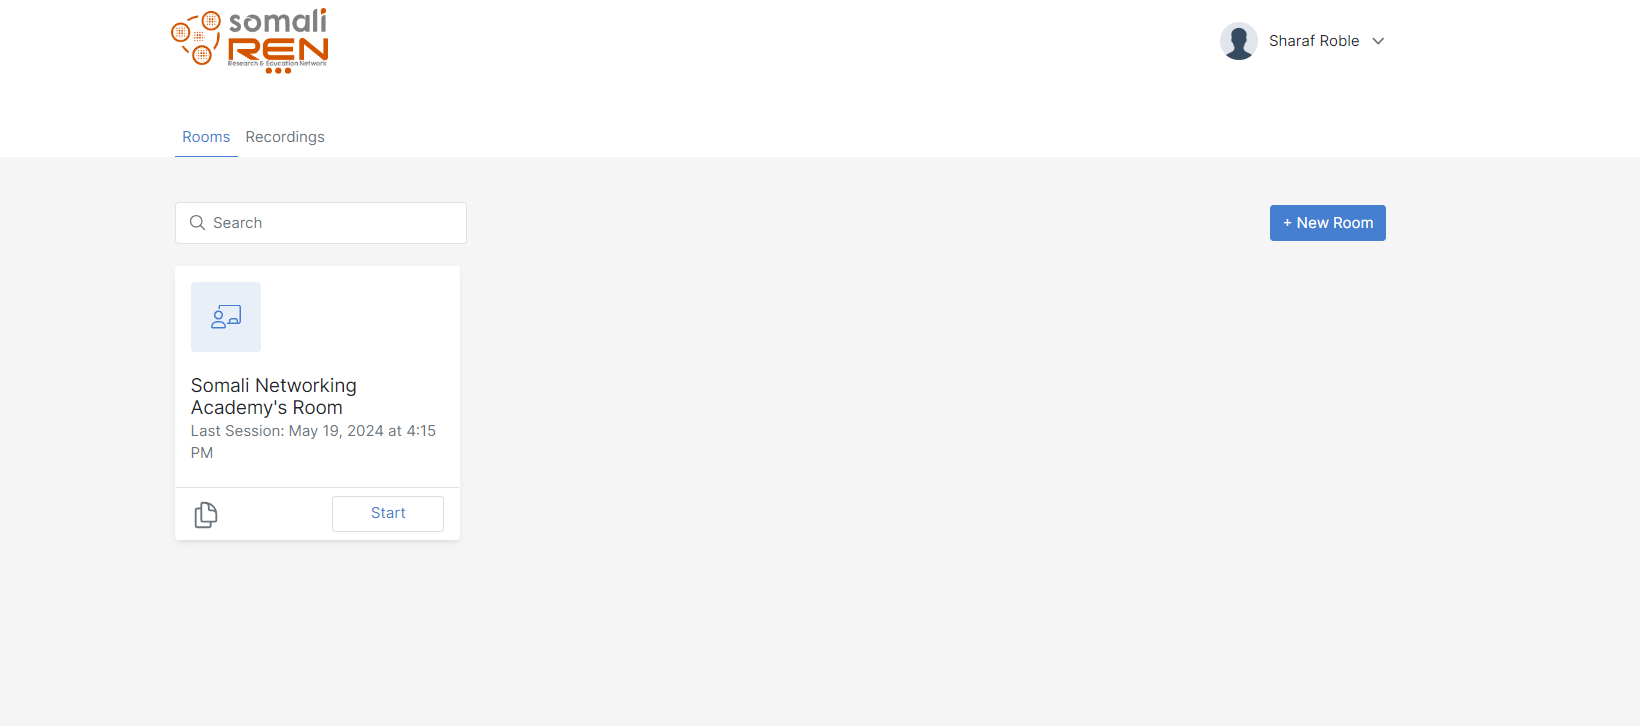 somali
REN
Research & Education Network
Sharaf Roble
Rooms
Recordings
Search
+ New Room
Somali Networking
Academy's Room
Last Session: May 19, 2024 at 4:15
PM
Start